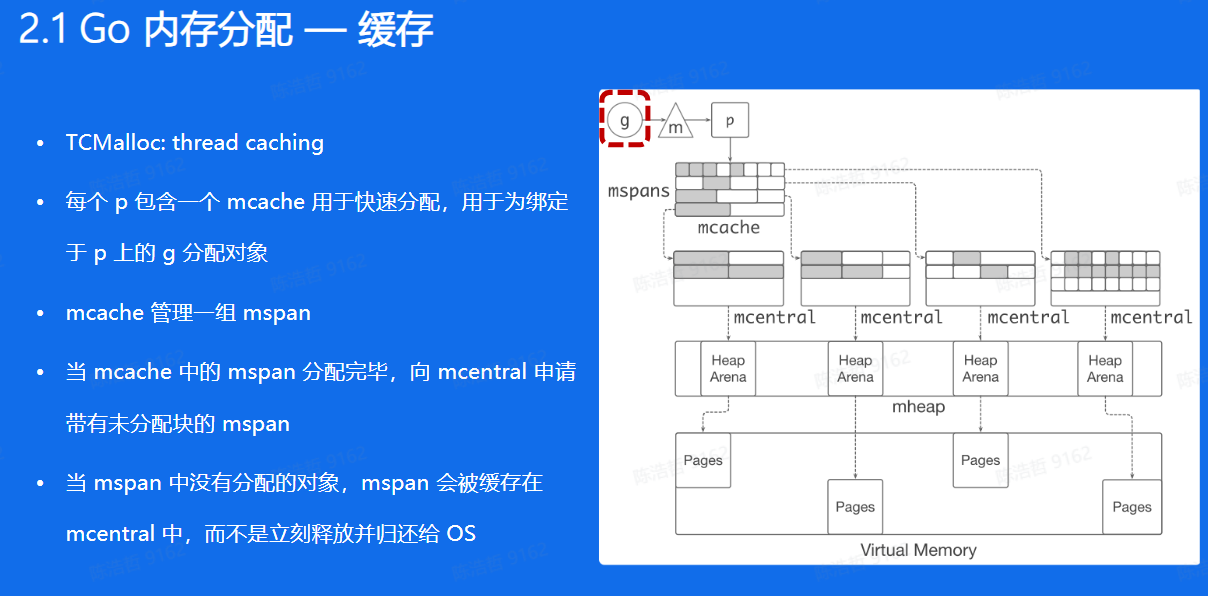 2.1 Go 内存分配 — 缓存
• TCMalloc: thread caching
• 每个 p 包含一个 mcache 用于快速分配，用于为绑定
于 p 上的 g 分配对象
• mcache 管理一组 mspan
• 当 mcache 中的 mspan 分配完毕，向 mcentral 申请
带有未分配块的 mspan
• 当 mspan 中没有分配的对象，mspan 会被缓存在
mcentral 中，而不是立刻释放并归还给 OS
g
m
p
mspans
mcache
mcentral
mcentral
mcentral
mcentral
Heap
Arena
Heap
Arena
Heap
Arena
Heap
Arena
mheap
Pages
Pages
Pages
Pages
Virtual Memory
陈浩哲 9162